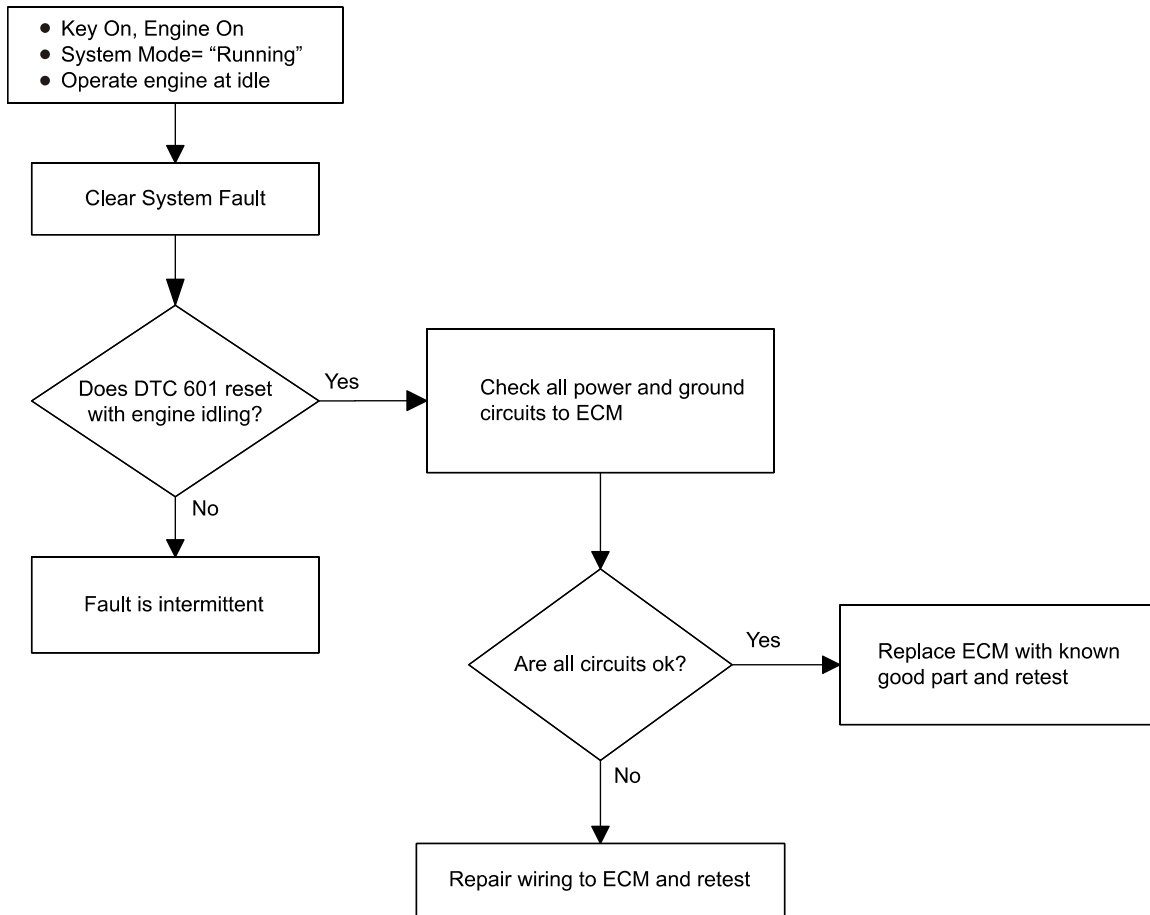 ● Key On, Engine On
● System Mode= “Running”
● Operate engine at idle
Clear System Fault
Does DTC 601 reset
with engine idling?
Yes
Check all power and ground
circuits to ECM
No
Fault is intermittent
Are all circuits ok?
Yes
Replace ECM with known
good part and retest
No
Repair wiring to ECM and retest